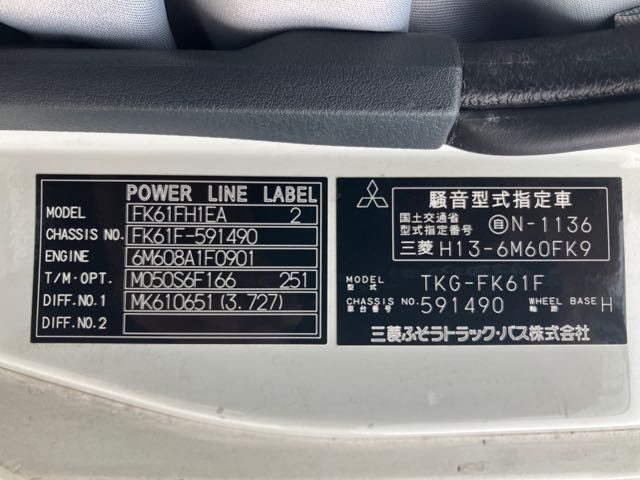 POWER LINE LABEL
MODEL FK61FH1EA 2
CHASSIS NO. FK61F-591490
ENGINE 6M608A1F0901
T/M・OPT. M050S6F166 251
DIFF.NO.1 MK610651 (3.727)
DIFF.NO.2
騒音型式指定車
国土交通省
型式指定番号 自N-1136
三菱 H13-6M60FK9
MODEL
型式 TKG-FK61F
CHASSIS NO.
車台番号 591490 WHEEL BASE
軸距 H
三菱ふそうトラック・バス株式会社